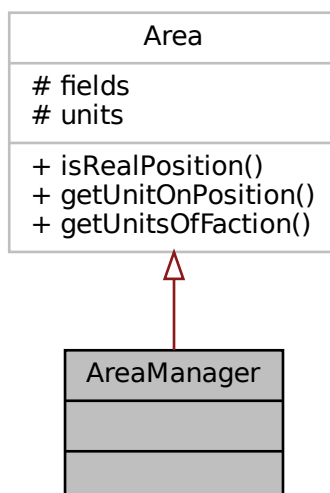 Area
# fields
# units
+ isRealPosition()
+ getUnitOnPosition()
+ getUnitsOfFaction()
AreaManager